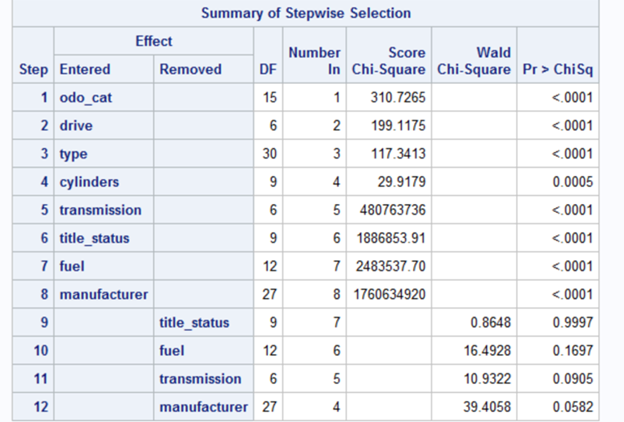 Summary of Stepwise Selection
Effect
Number Score Wald
Step Entered Removed DF In Chi-Square Chi-Square Pr > ChiSq
1 odo_cat 15 1 310.7265 <.0001
2 drive 6 2 199.1175 <.0001
3 type 30 3 117.3413 <.0001
4 cylinders 9 4 29.9179 0.0005
5 transmission 6 5 480763736 <.0001
6 title_status 9 6 1886853.91 <.0001
7 fuel 12 7 2483537.70 <.0001
8 manufacturer 27 8 1760634920 <.0001
9 title_status 9 7 0.8648 0.9997
10 fuel 12 6 16.4928 0.1697
11 transmission 6 5 10.9322 0.0905
12 manufacturer 27 4 39.4058 0.0582